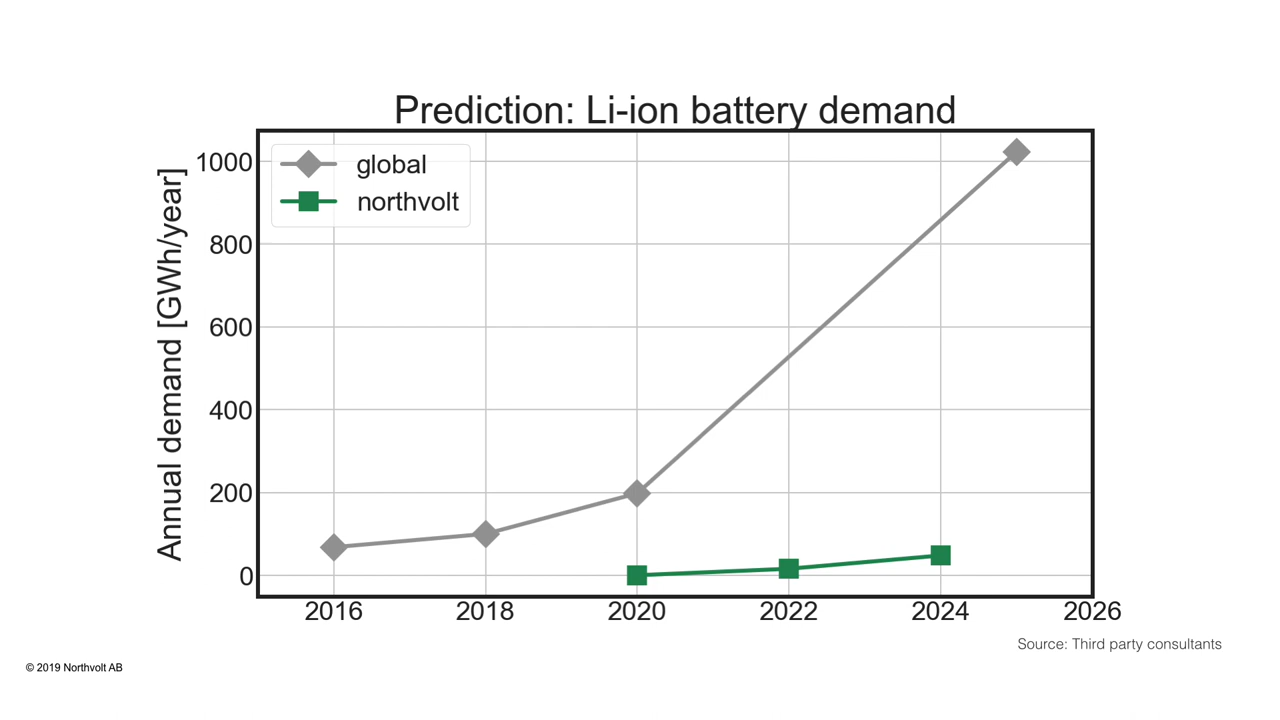 Prediction: Li-ion battery demand
global
northvolt
Annual demand [GWh/year]
1000
800
600
400
200
0
2016 2018 2020 2022 2024 2026
Source: Third party consultants
© 2019 Northvolt AB